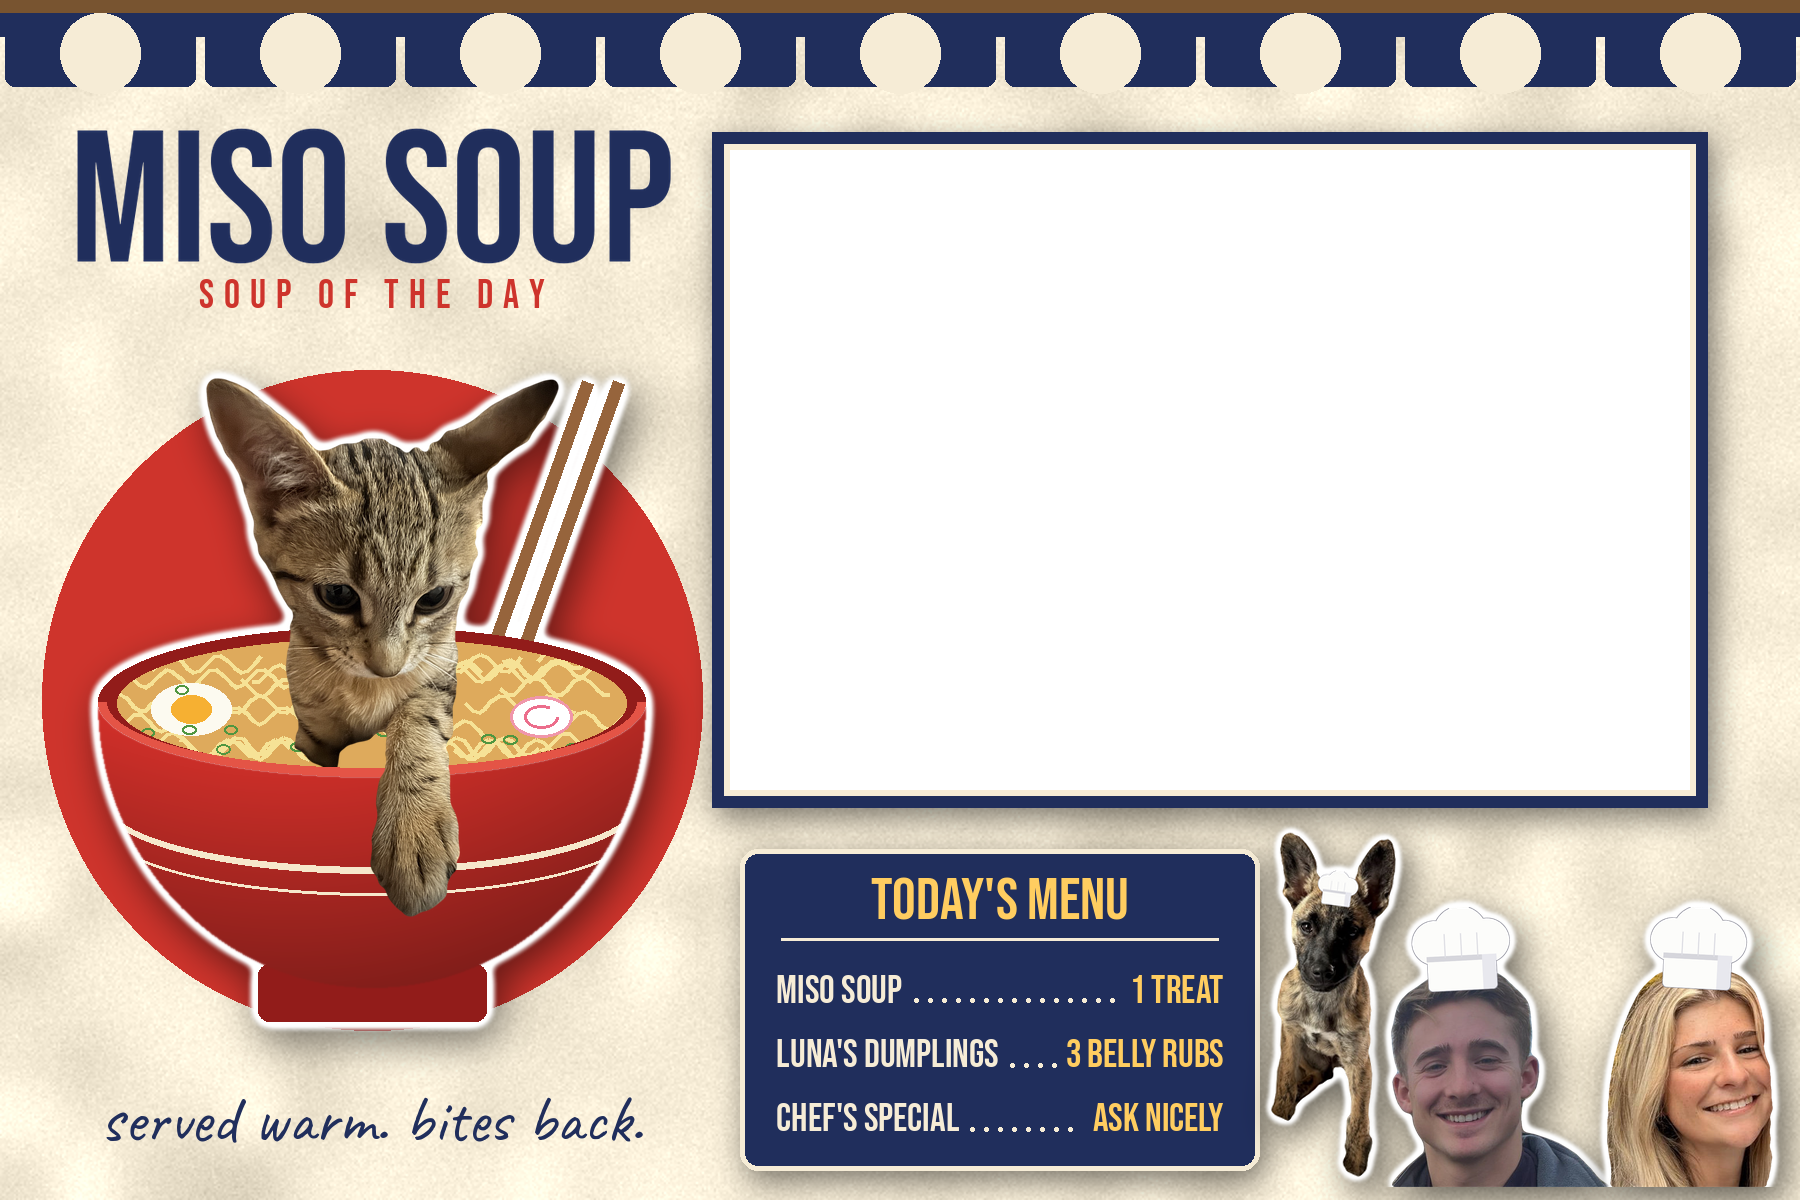 MISO SOUP
SOUP OF THE DAY
served warm. bites back.
TODAY'S MENU
MISO SOUP ............... 1 TREAT
LUNA'S DUMPLINGS .... 3 BELLY RUBS
CHEF'S SPECIAL ........ ASK NICELY